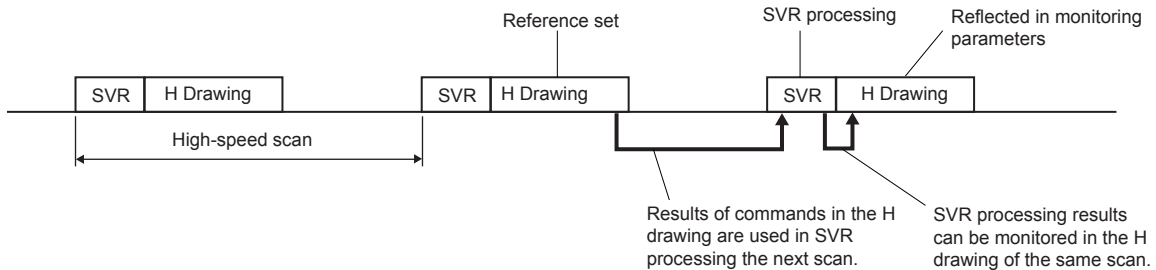 Reference set
SVR processing
Reflected in monitoring
parameters
SVR
H Drawing
SVR
H Drawing
SVR
H Drawing
High-speed scan
Results of commands in the H
drawing are used in SVR
processing the next scan.
SVR processing results
can be monitored in the H
drawing of the same scan.